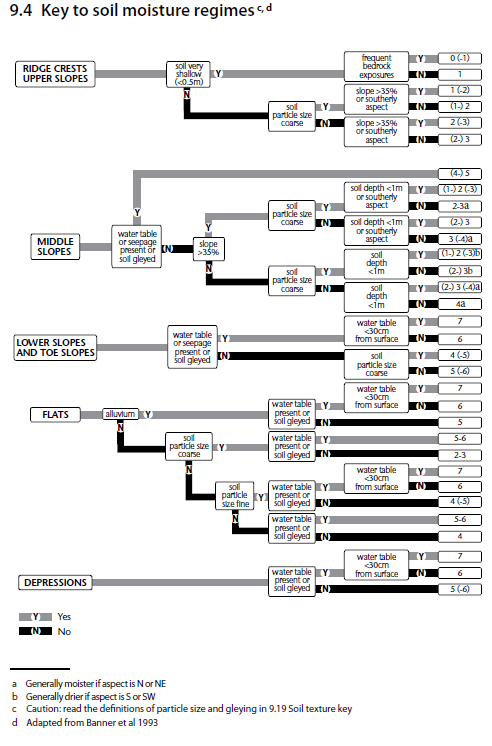 9.4 Key to soil moisture regimes c, d
RIDGE CRESTS
UPPER SLOPES
soil very
shallow
(<0.5m)
Y
N
frequent
bedrock
exposures
Y
0 (-1)
N
1
soil
particle size
coarse
Y
N
slope >35%
or southerly
aspect
Y
1 (-2)
N
(1-) 2
slope >35%
or southerly
aspect
Y
2 (-3)
N
(2-) 3
MIDDLE
SLOPES
water table
or seepage
present or
soil gleyed
Y
(4-) 5
N
slope
>35%
Y
N
soil
particle size
coarse
Y
N
soil depth <1m
or southerly
aspect
Y
(1-) 2 (-3)
N
2-3a
soil depth <1m
or southerly
aspect
Y
(2-) 3
N
3 (-4)a
soil
particle size
coarse
Y
N
soil
depth
<1m
Y
(1-) 2 (-3)b
N
(2-) 3b
soil
depth
<1m
Y
(2-) 3 (-4)a
N
4a
LOWER SLOPES
AND TOE SLOPES
water table
or seepage
present or
soil gleyed
Y
N
water table
<30cm
from surface
Y
7
N
6
soil
particle size
coarse
Y
4 (-5)
N
5 (-6)
FLATS
alluvium
Y
N
water table
present or
soil gleyed
Y
N
water table
<30cm
from surface
Y
7
N
6
5
soil
particle size
coarse
Y
N
water table
present or
soil gleyed
Y
5-6
N
2-3
soil
particle
size fine
Y
N
water table
present or
soil gleyed
Y
N
water table
<30cm
from surface
Y
7
N
6
4 (-5)
water table
present or
soil gleyed
Y
5-6
N
4
DEPRESSIONS
water table
present or
soil gleyed
Y
N
water table
<30cm
from surface
Y
7
N
6
5 (-6)
Y Yes
N No
a Generally moister if aspect is N or NE
b Generally drier if aspect is S or SW
c Caution: read the definitions of particle size and gleying in 9.19 Soil texture key
d Adapted from Banner et al 1993